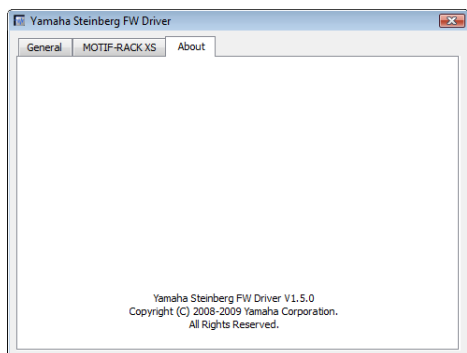 Yamaha Steinberg FW Driver
General MOTIF-RACK XS About
Yamaha Steinberg FW Driver V1.5.0
Copyright (C) 2008-2009 Yamaha Corporation.
All Rights Reserved.